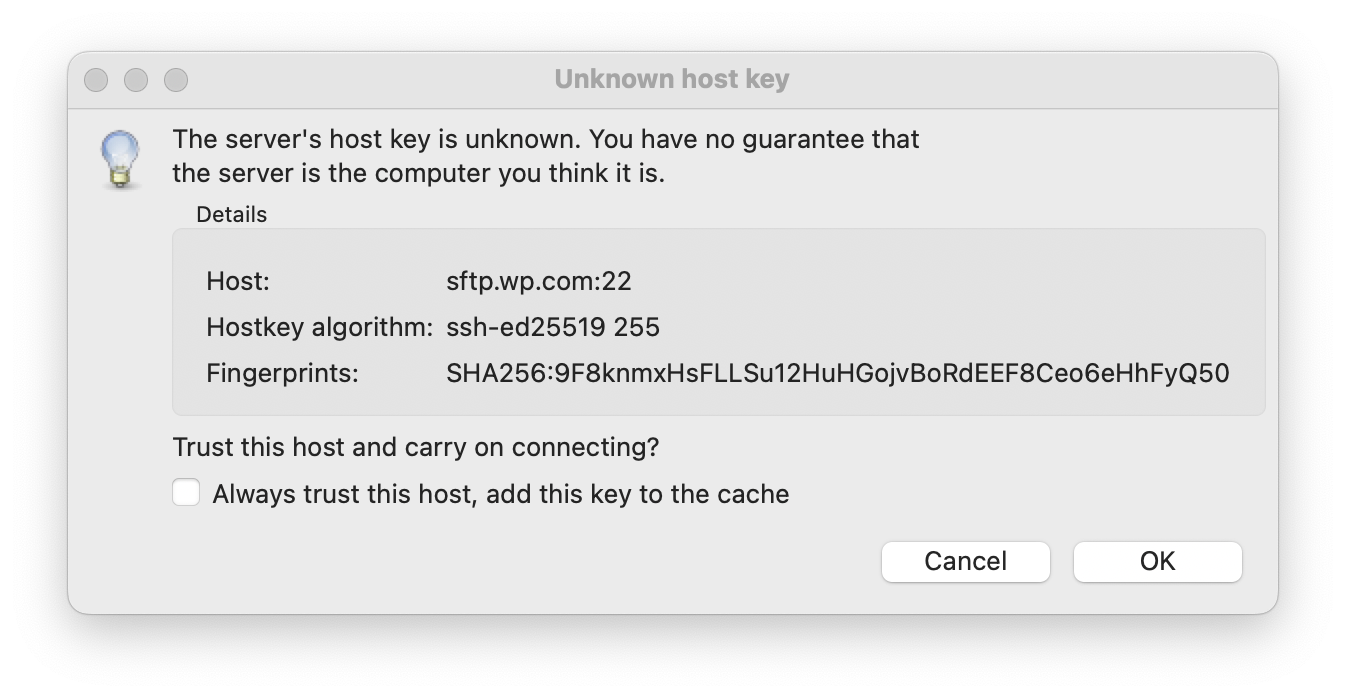 Unknown host key
The server's host key is unknown. You have no guarantee that
the server is the computer you think it is.
Details
Host: sftp.wp.com:22
Hostkey algorithm: ssh-ed25519 255
Fingerprints: SHA256:9F8knmxHsFLLSu12HuHGojvBoRdEEF8Ceo6eHhFyQ50
Trust this host and carry on connecting?
Always trust this host, add this key to the cache
Cancel OK